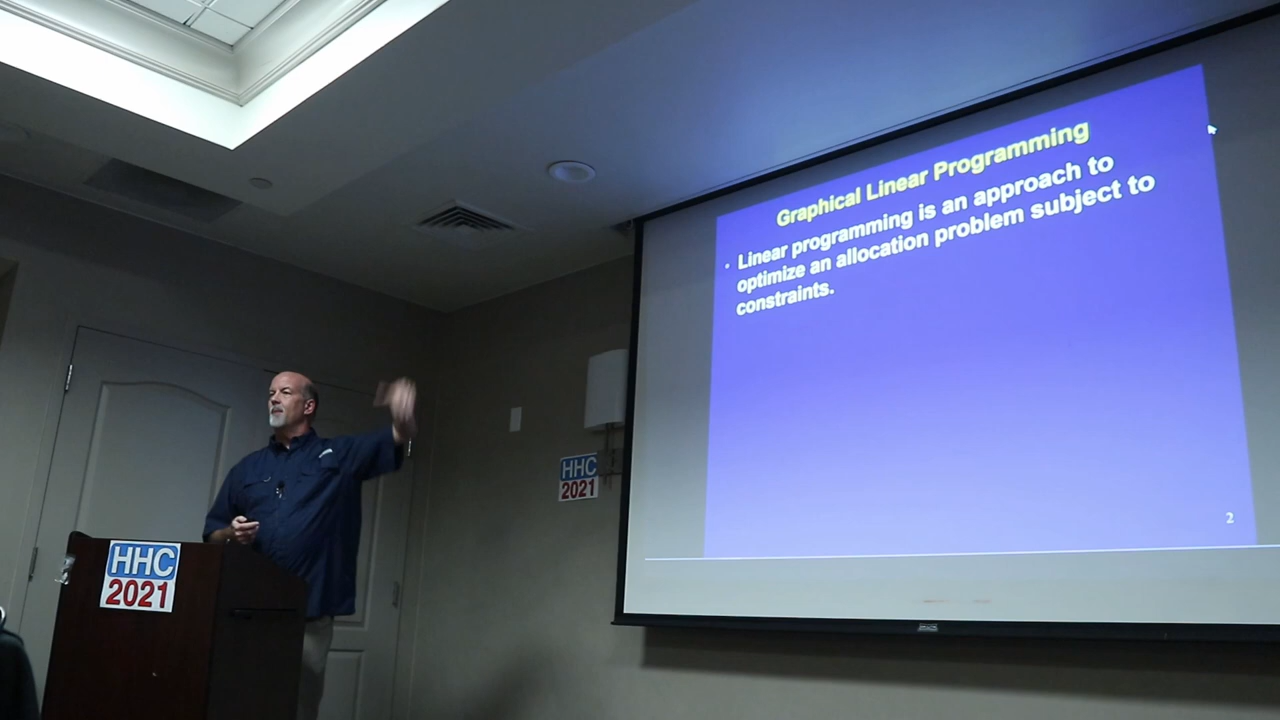 Graphical Linear Programming
• Linear programming is an approach to
optimize an allocation problem subject to
constraints.
2
HHC
2021
HHC
2021